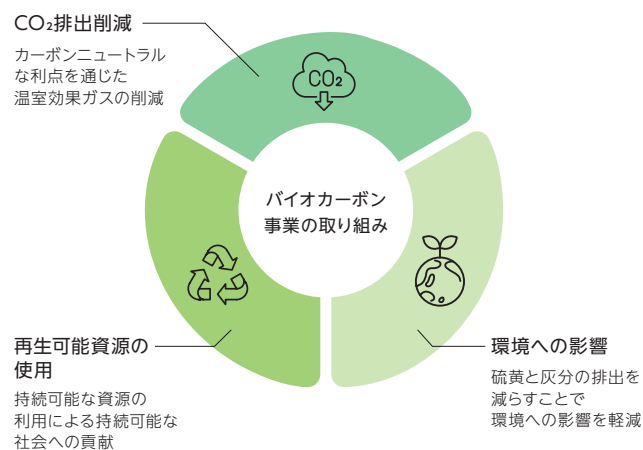 CO₂排出削減
カーボンニュートラル
な利点を通じた
温室効果ガスの削減
CO₂
バイオカーボン
事業の取り組み
再生可能資源の
使用
持続可能な資源の
利用による持続可能な
社会への貢献
環境への影響
硫黄と灰分の排出を
減らすことで
環境への影響を軽減